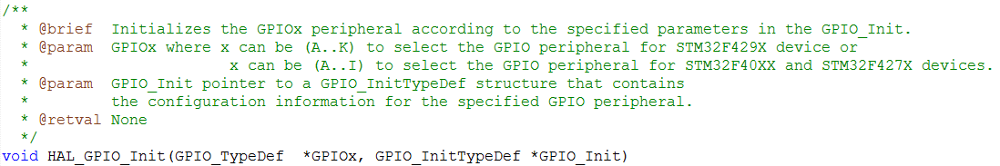 /**
  * @brief  Initializes the GPIOx peripheral according to the specified parameters in the GPIO_Init.
  * @param  GPIOx where x can be (A..K) to select the GPIO peripheral for STM32F429X device or
  *                      x can be (A..I) to select the GPIO peripheral for STM32F40XX and STM32F427X devices.
  * @param  GPIO_Init pointer to a GPIO_InitTypeDef structure that contains
  *         the configuration information for the specified GPIO peripheral.
  * @retval None
  */
void HAL_GPIO_Init(GPIO_TypeDef  *GPIOx, GPIO_InitTypeDef *GPIO_Init)